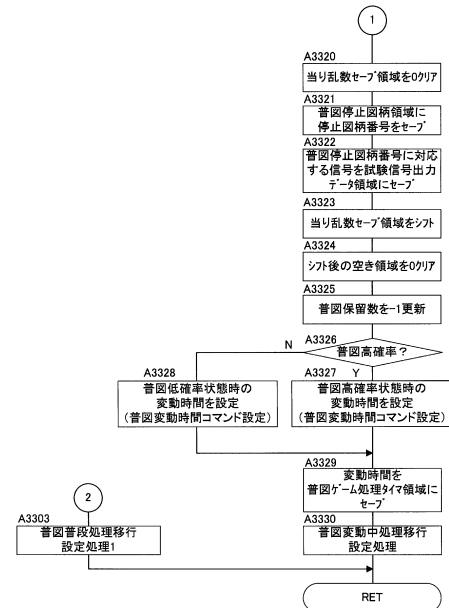 1
A3320
当り乱数セーブ領域を0クリア
A3321
普図停止図柄領域に
停止図柄番号をセーブ
A3322
普図停止図柄番号に対応
する信号を試験信号出力
データ領域にセーブ
A3323
当り乱数セーブ領域をシフト
A3324
シフト後の空き領域を0クリア
A3325
普図保留数を-1更新
A3326
普図高確率?
N
Y
A3328
普図低確率状態時の
変動時間を設定
(普図変動時間コマンド設定)
A3327
普図高確率状態時の
変動時間を設定
(普図変動時間コマンド設定)
A3329
変動時間を
普図ゲーム処理タイマ領域に
セーブ
2
A3303
普図普段処理移行
設定処理1
A3330
普図変動中処理移行
設定処理
RET